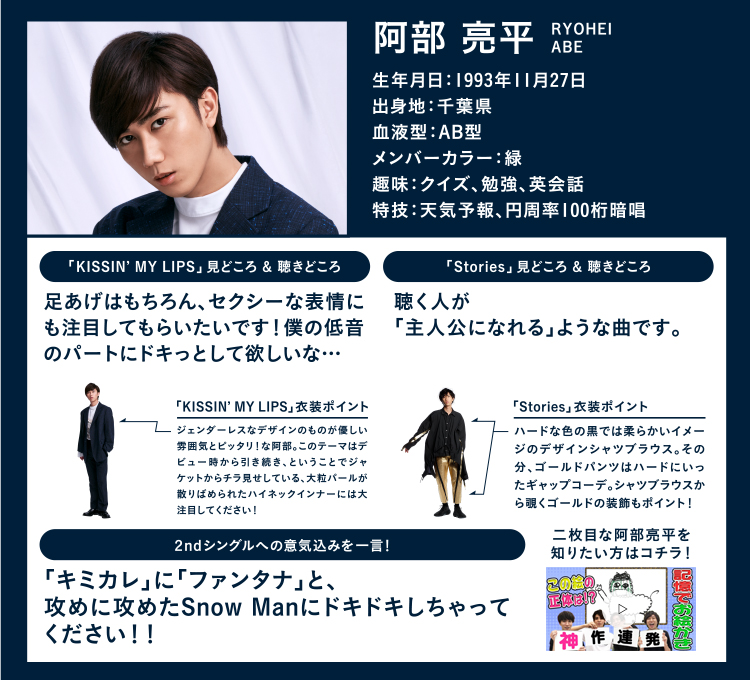 阿部 亮平 RYOHEI
ABE
生年月日：1993年11月27日
出身地：千葉県
血液型：AB型
メンバーカラー：緑
趣味：クイズ、勉強、英会話
特技：天気予報、円周率100桁暗唱
「KISSIN’ MY LIPS」見どころ & 聴きどころ
足あげはもちろん、セクシーな表情に
も注目してもらいたいです！僕の低音
のパートにドキっとして欲しいな…
「Stories」見どころ & 聴きどころ
聴く人が
「主人公になれる」ような曲です。
「KISSIN’ MY LIPS」衣装ポイント
ジェンダーレスなデザインのものが優しい
雰囲気とピッタリ！な阿部。このテーマはデ
ビュー時から引き続き、ということでジャ
ケットからチラ見せしている、大粒パールが
散りばめられたハイネックインナーには大
注目してください！
「Stories」衣装ポイント
ハードな色の黒では柔らかいイメー
ジのデザインシャツブラウス。その
分、ゴールドパンツはハードにいっ
たギャップコーデ。シャツブラウスか
ら覗くゴールドの装飾もポイント！
2ndシングルへの意気込みを一言！
「キミカレ」に「ファンタナ」と、
攻めに攻めたSnow Manにドキドキしちゃって
ください！！
二枚目な阿部亮平を
知りたい方はコチラ！
この絵の
正体は!?
記憶でお絵かき
神作連発